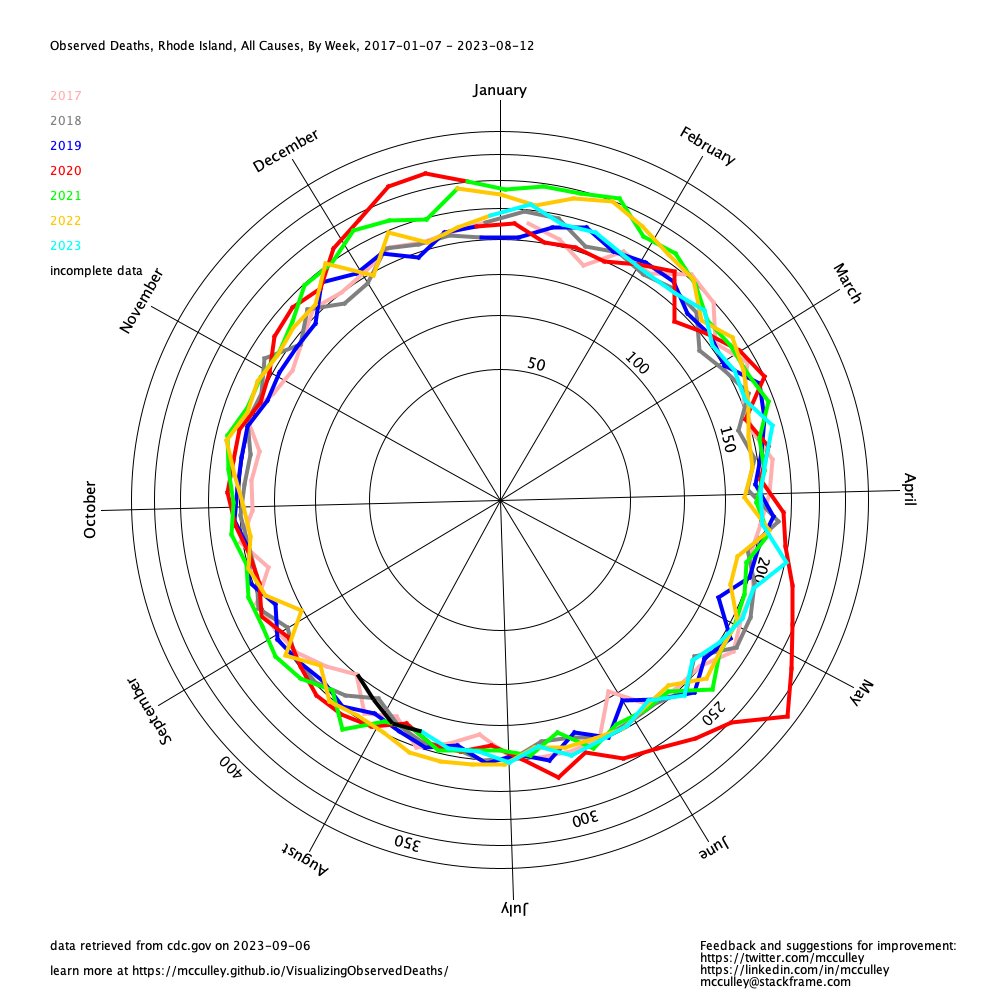 Observed Deaths, Rhode Island, All Causes, By Week, 2017-01-07 - 2023-08-12
2017
2018
2019
2020
2021
2022
2023
incomplete data
January
February
March
April
May
June
July
August
September
October
November
December
50
100
150
200
250
300
350
400
data retrieved from cdc.gov on 2023-09-06
learn more at https://mcculley.github.io/VisualizingObservedDeaths/
Feedback and suggestions for improvement:
https://twitter.com/mcculley
https://linkedin.com/in/mcculley
mcculley@stackframe.com